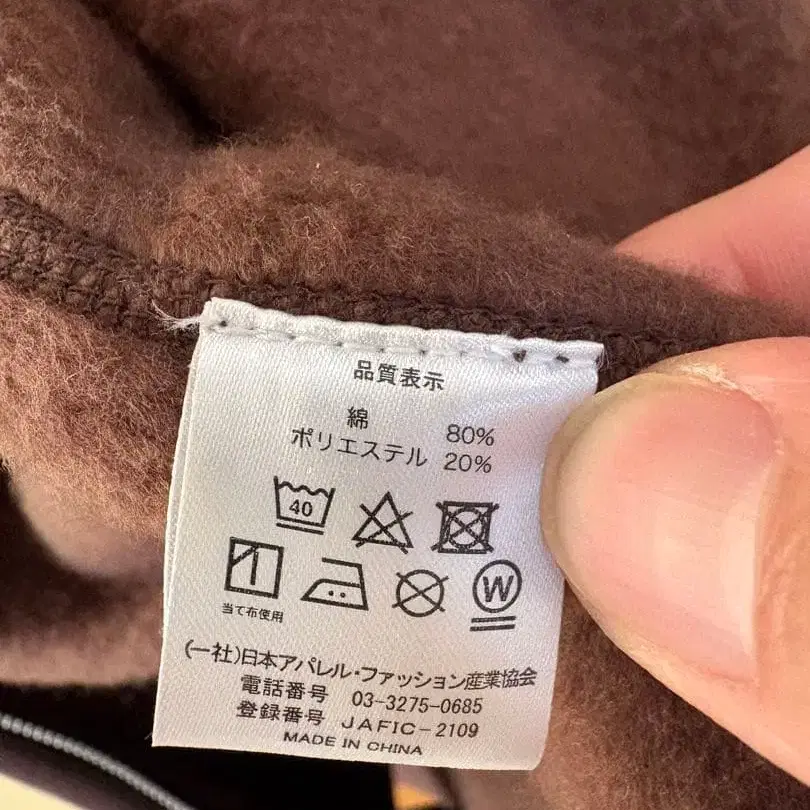 品質表示
綿 80%
ポリエステル 20%
40
W
当て布使用
(一社)日本アパレル・ファッション産業協会
電話番号 03-3275-0685
登録番号 JAFIC-2109
MADE IN CHINA